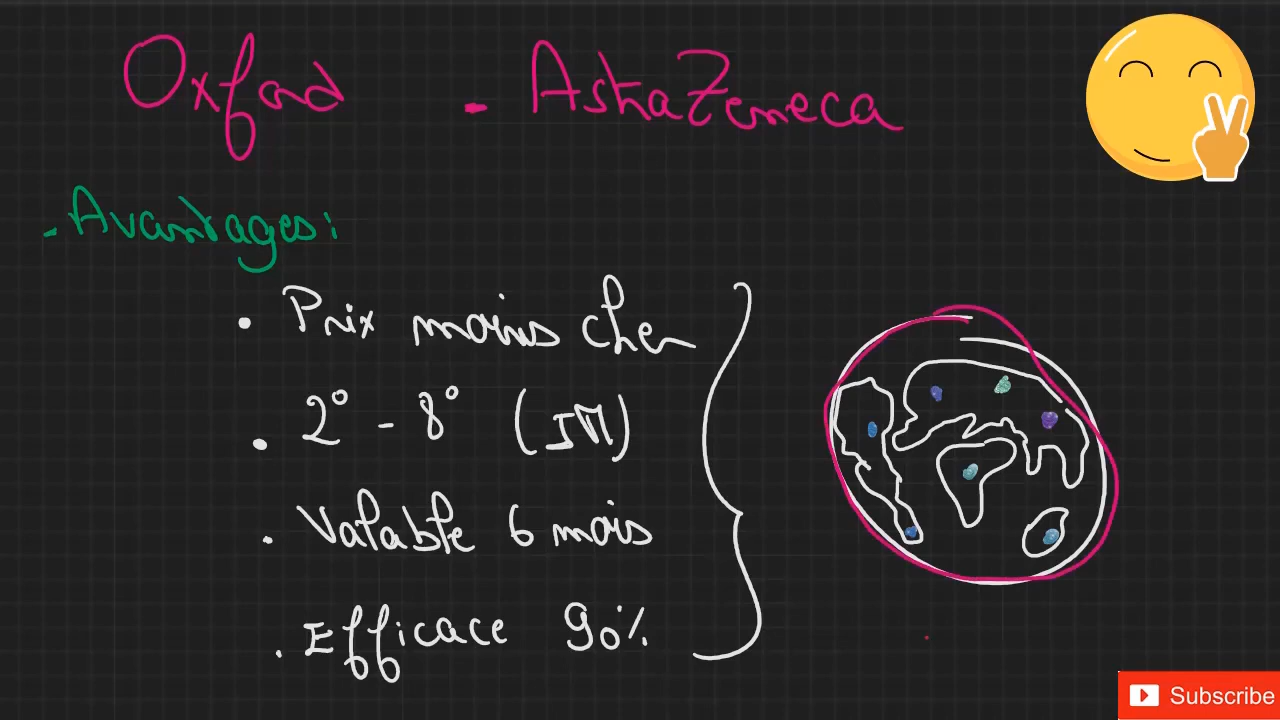 Oxford - AstraZeneca
- Avantages:
• Prix moins cher
• 2° - 8° (IM)
• Valable 6 mois
• Efficace 90%
Subscribe